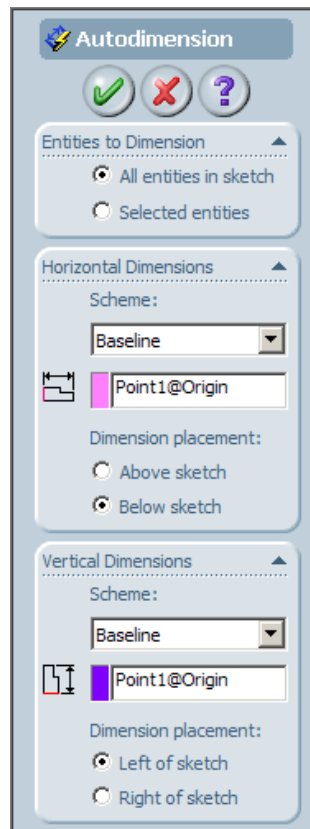 Autodimension
?
Entities to Dimension
All entities in sketch
Selected entities
Horizontal Dimensions
Scheme:
Baseline
Point1@Origin
Dimension placement:
Above sketch
Below sketch
Vertical Dimensions
Scheme:
Baseline
Point1@Origin
Dimension placement:
Left of sketch
Right of sketch